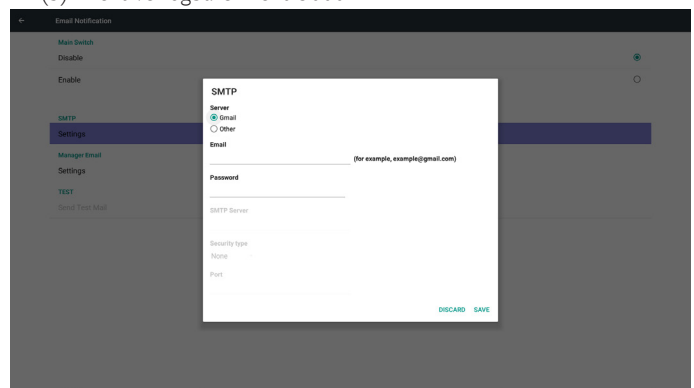 Email Notification
Main Switch
Disable
Enable
SMTP
Settings
Manager Email
Settings
TEST
Send Test Mail
SMTP
Server
Gmail
Other
Email
(for example, example@gmail.com)
Password
SMTP Server
Security type
None
Port
DISCARD SAVE